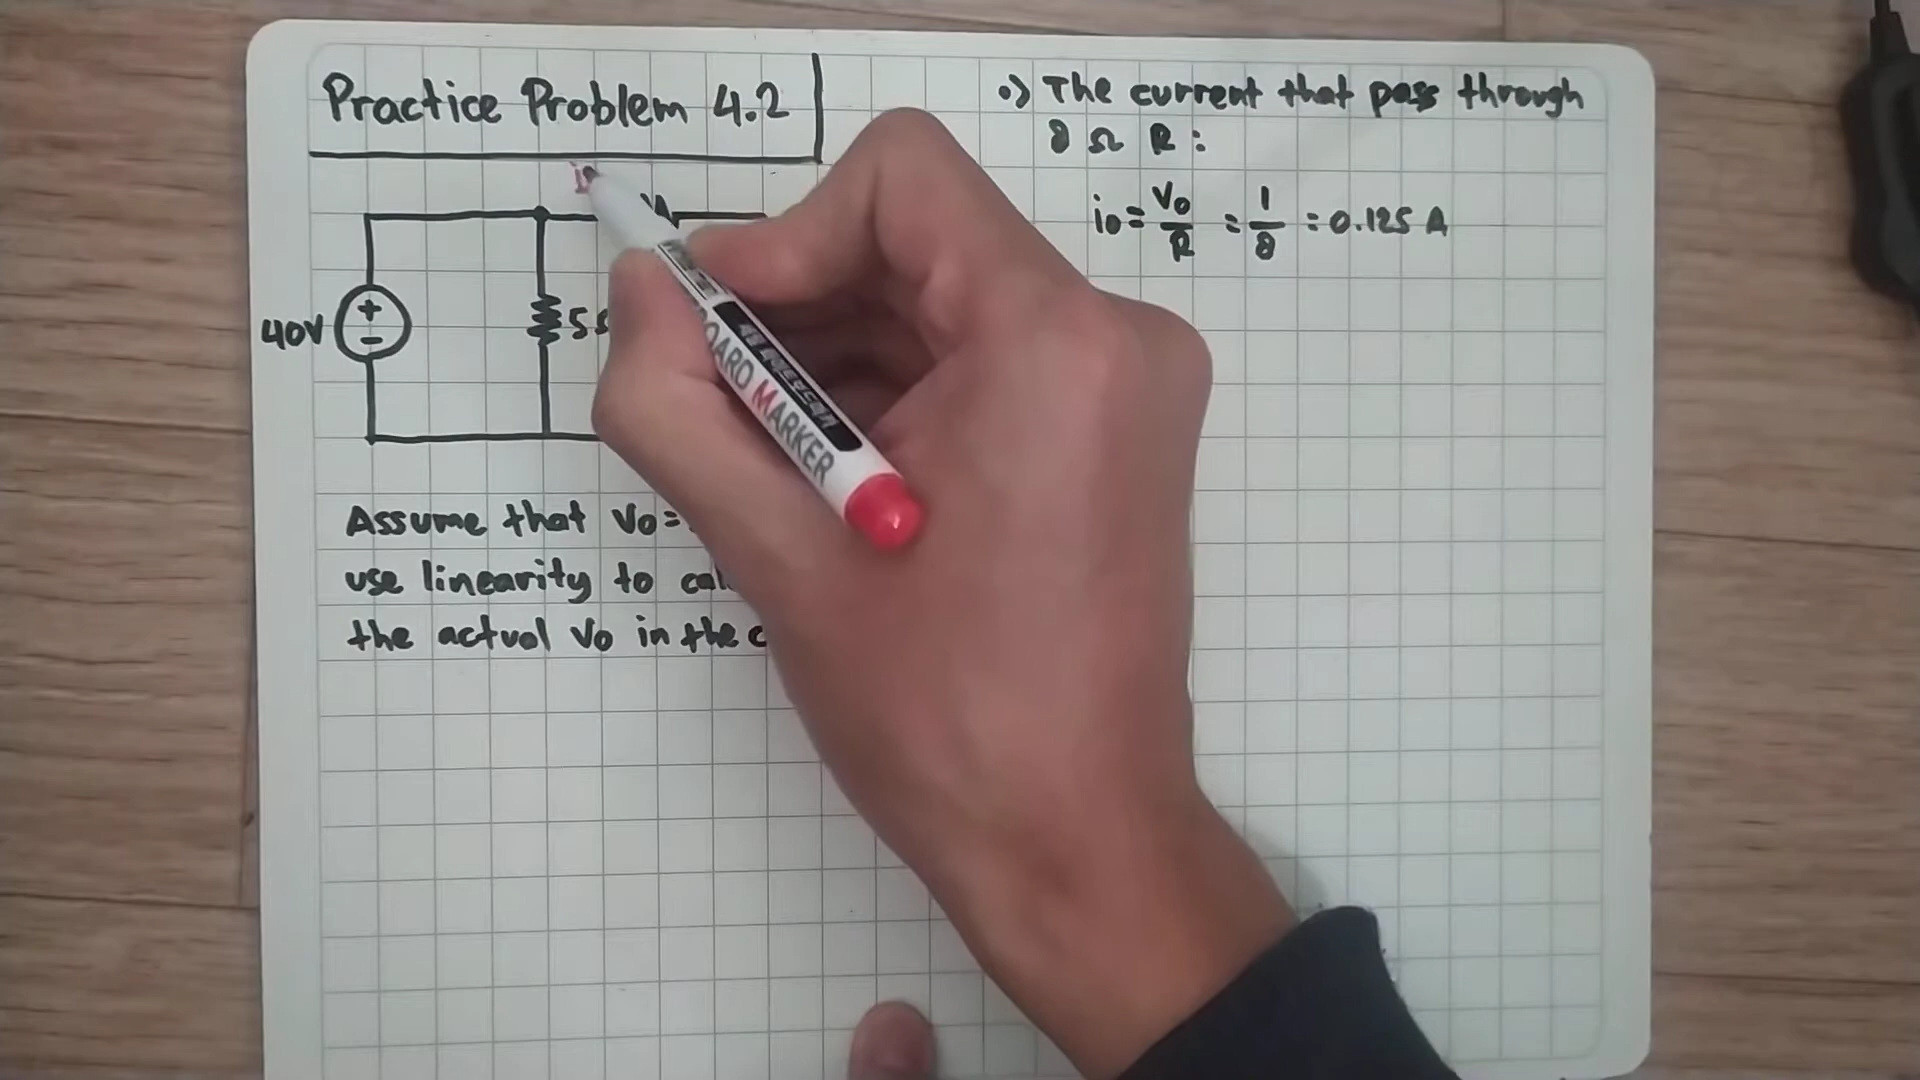 Practice Problem 4.2
40V
5
Assume that Vo=
use linearity to
the actual Vo in the
•) The current that pass through
8 Ω R:
io = Vo/R = 1/8 = 0.125 A
BOARD MARKER